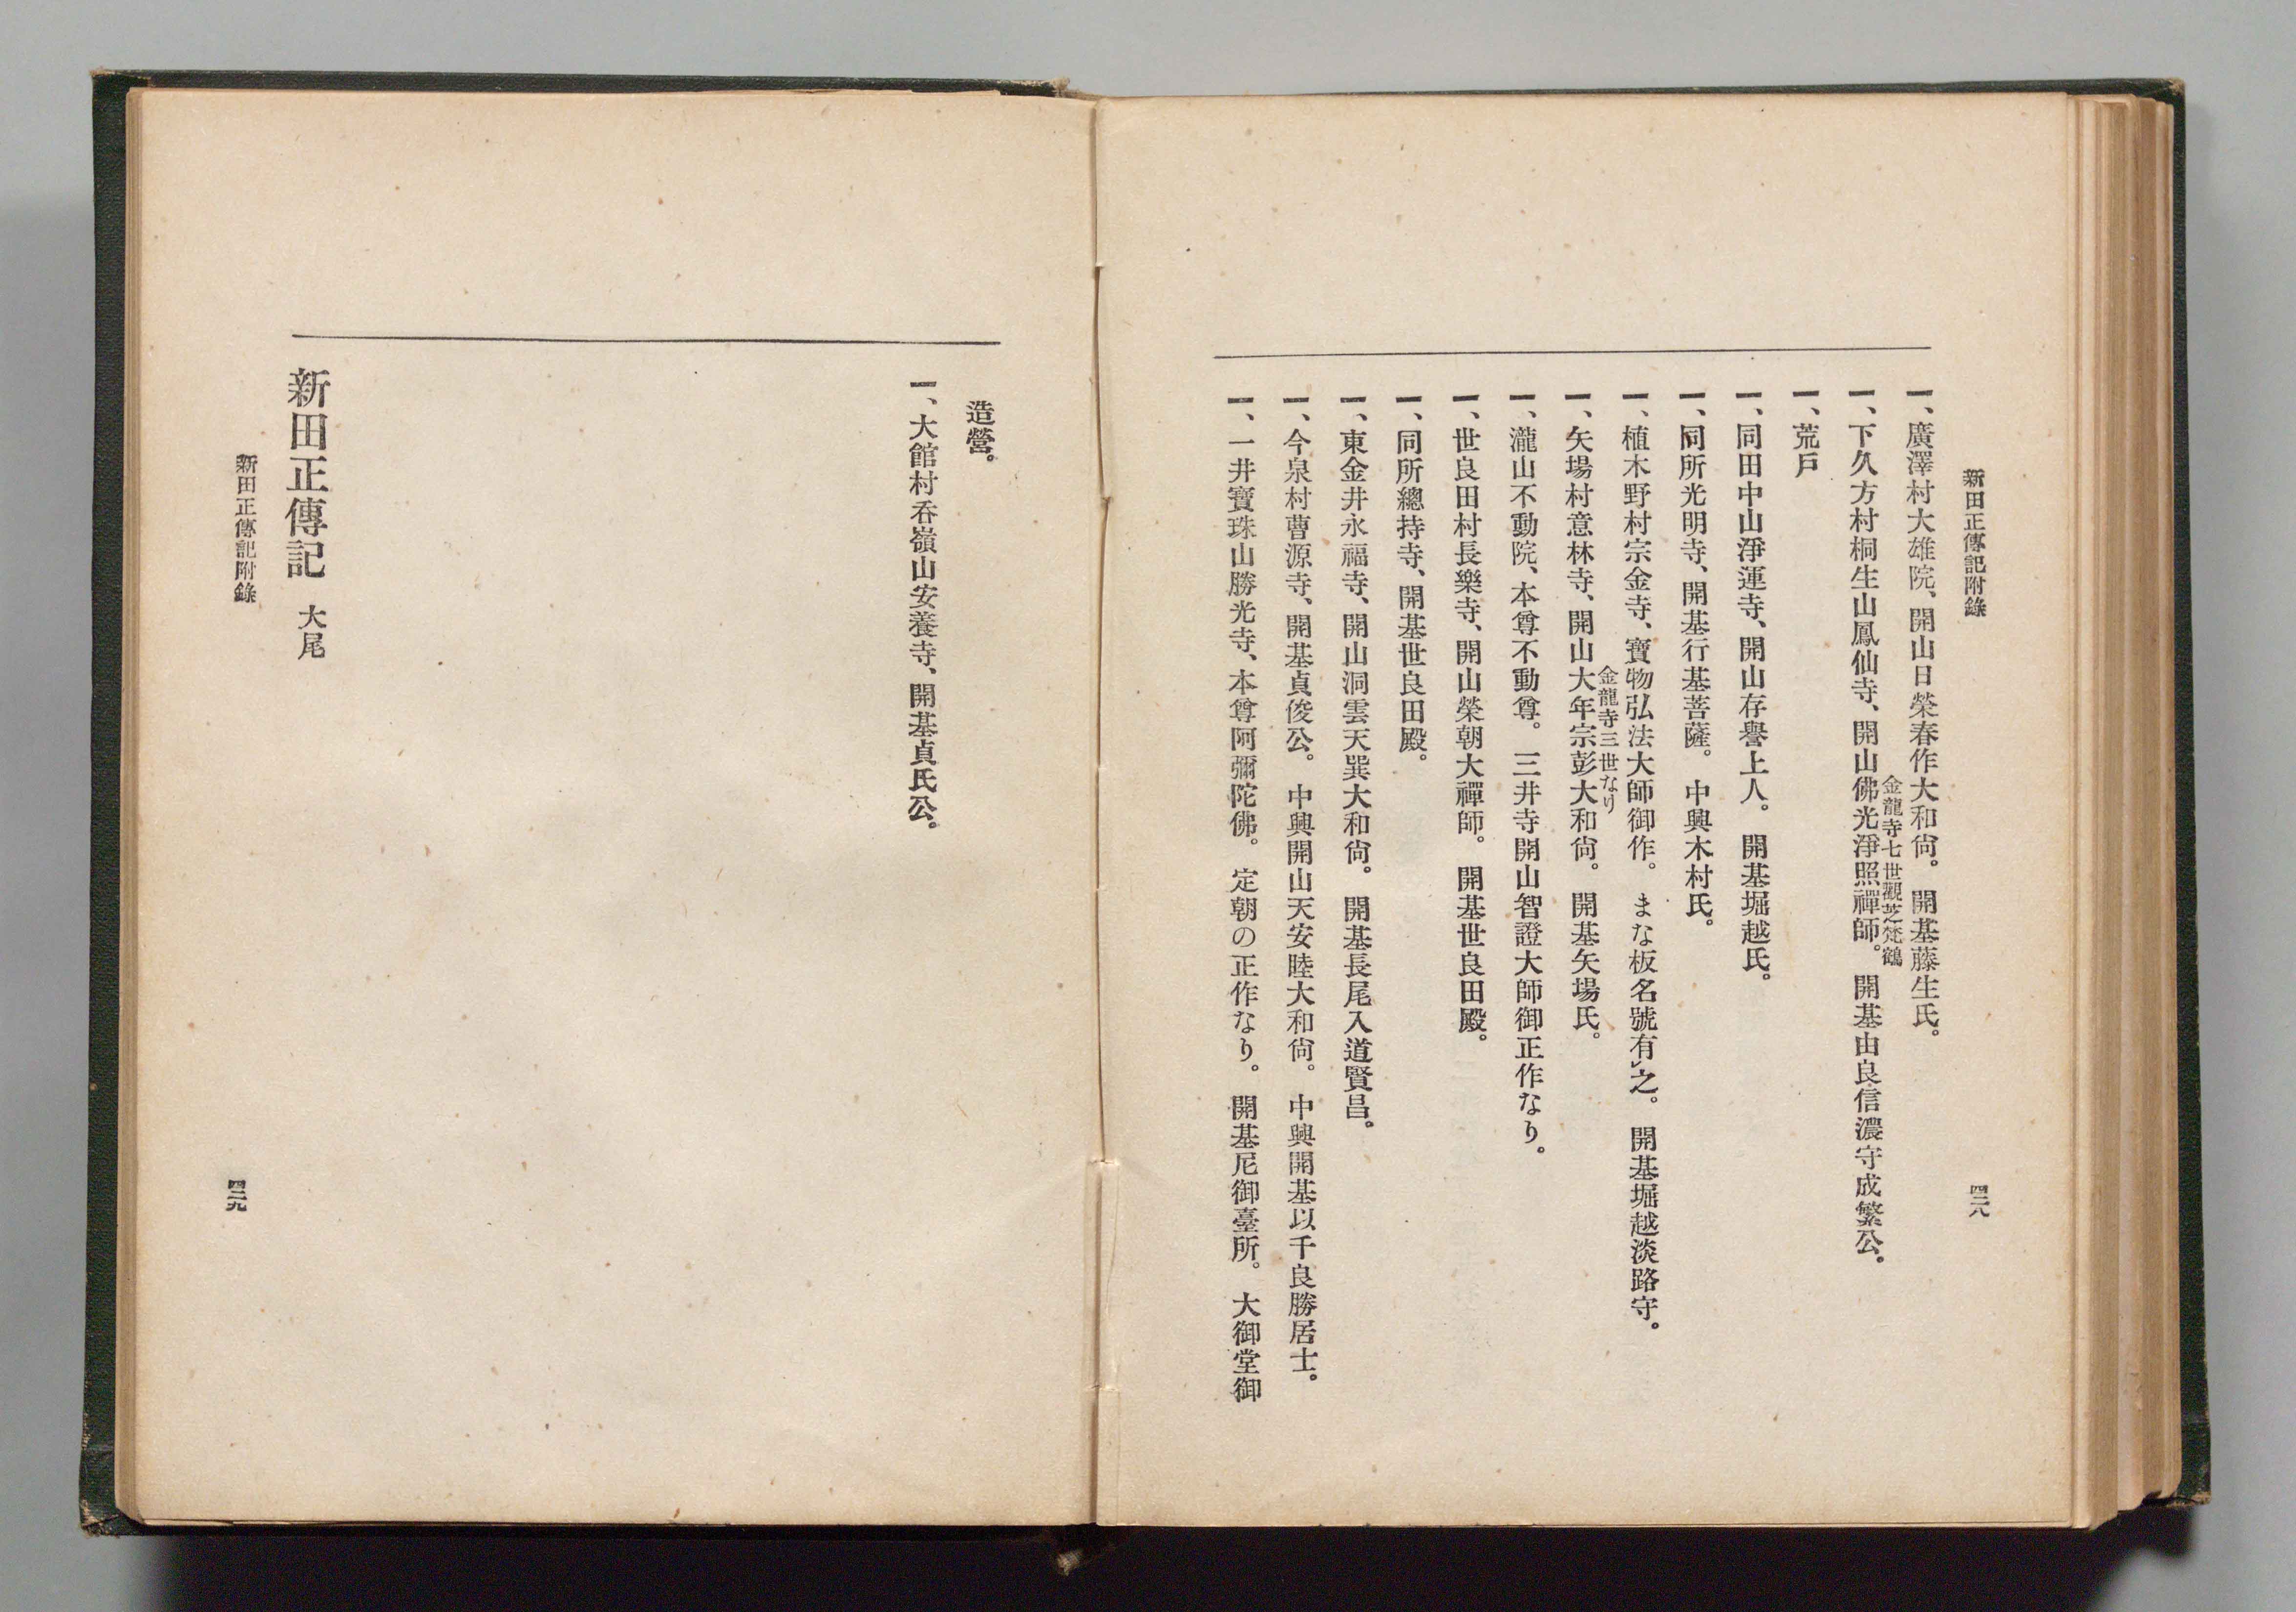 新田正傳記附錄
一、廣澤村大雄院、開山日榮春作大和尙。　開基藤生氏。
金龍寺七世觀芝梵鶴
一、下久方村桐生山鳳仙寺、開山佛光淨照禪師。　開基由良信濃守成繁公。
一、荒戸
一、同田中山淨運寺、開山存譽上人。　開基堀越氏。
一、同所光明寺、開基行基菩薩。　中興木村氏。
一、植木野村宗金寺、寶物弘法大師御作。　まな板名號有㆑之。　開基堀越淡路守。
金龍寺三世なり
一、矢場村意林寺、開山大年宗彭大和尙。　開基矢場氏。
一、瀧山不動院、本尊不動尊。　三井寺開山智證大師御正作なり。
一、世良田村長樂寺、開山榮朝大禪師。　開基世良田殿。
一、同所總持寺、開基世良田殿。
一、東金井永福寺、開山洞雲天巽大和尙。　開基長尾入道賢昌。
一、今泉村曹源寺、開基貞俊公。　中興開山天安睦大和尙。　中興開基以千良勝居士。
一、一井寶珠山勝光寺、本尊阿彌陀佛。　定朝の正作なり。　開基尼御臺所。　大御堂御
四三八
造營。
一、大館村呑嶺山安養寺、開基貞氏公。
新田正傳記　大尾
新田正傳記附錄
四三九